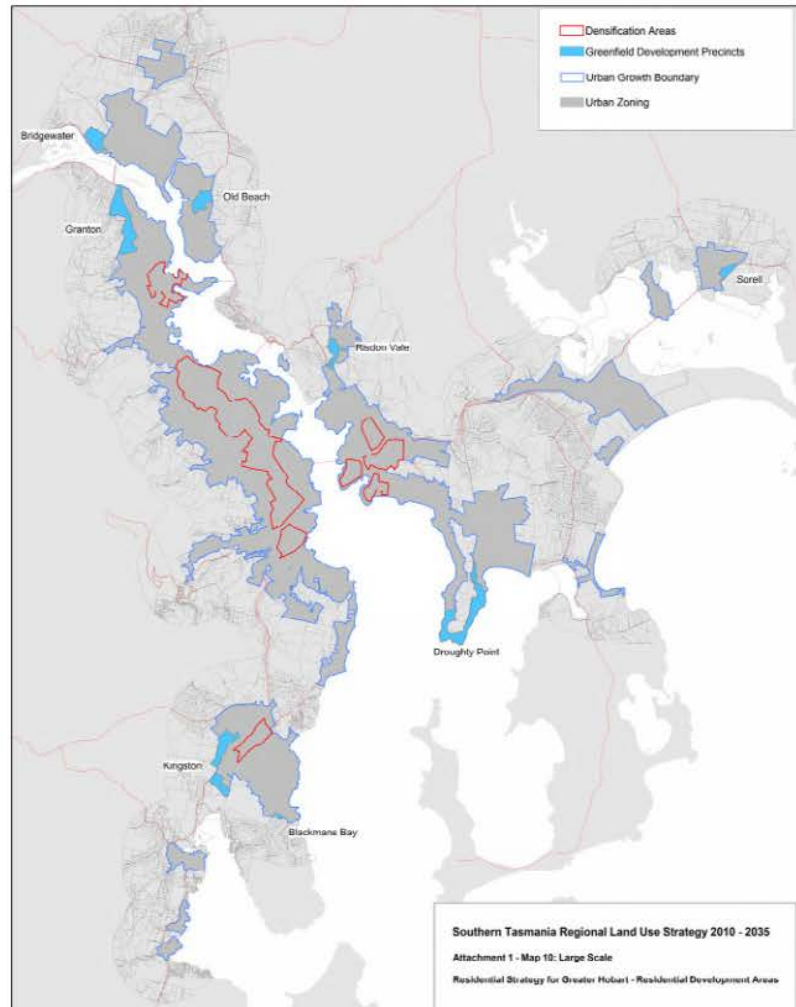 Densification Areas
Greenfield Development Precincts
Urban Growth Boundary
Urban Zoning
Bridgewater
Old Beach
Granton
Sorell
Risdon Vale
Droughty Point
Kingston
Blackmans Bay
Southern Tasmania Regional Land Use Strategy 2010 - 2035
Attachment 1 - Map 10: Large Scale
Residential Strategy for Greater Hobart - Residential Development Areas